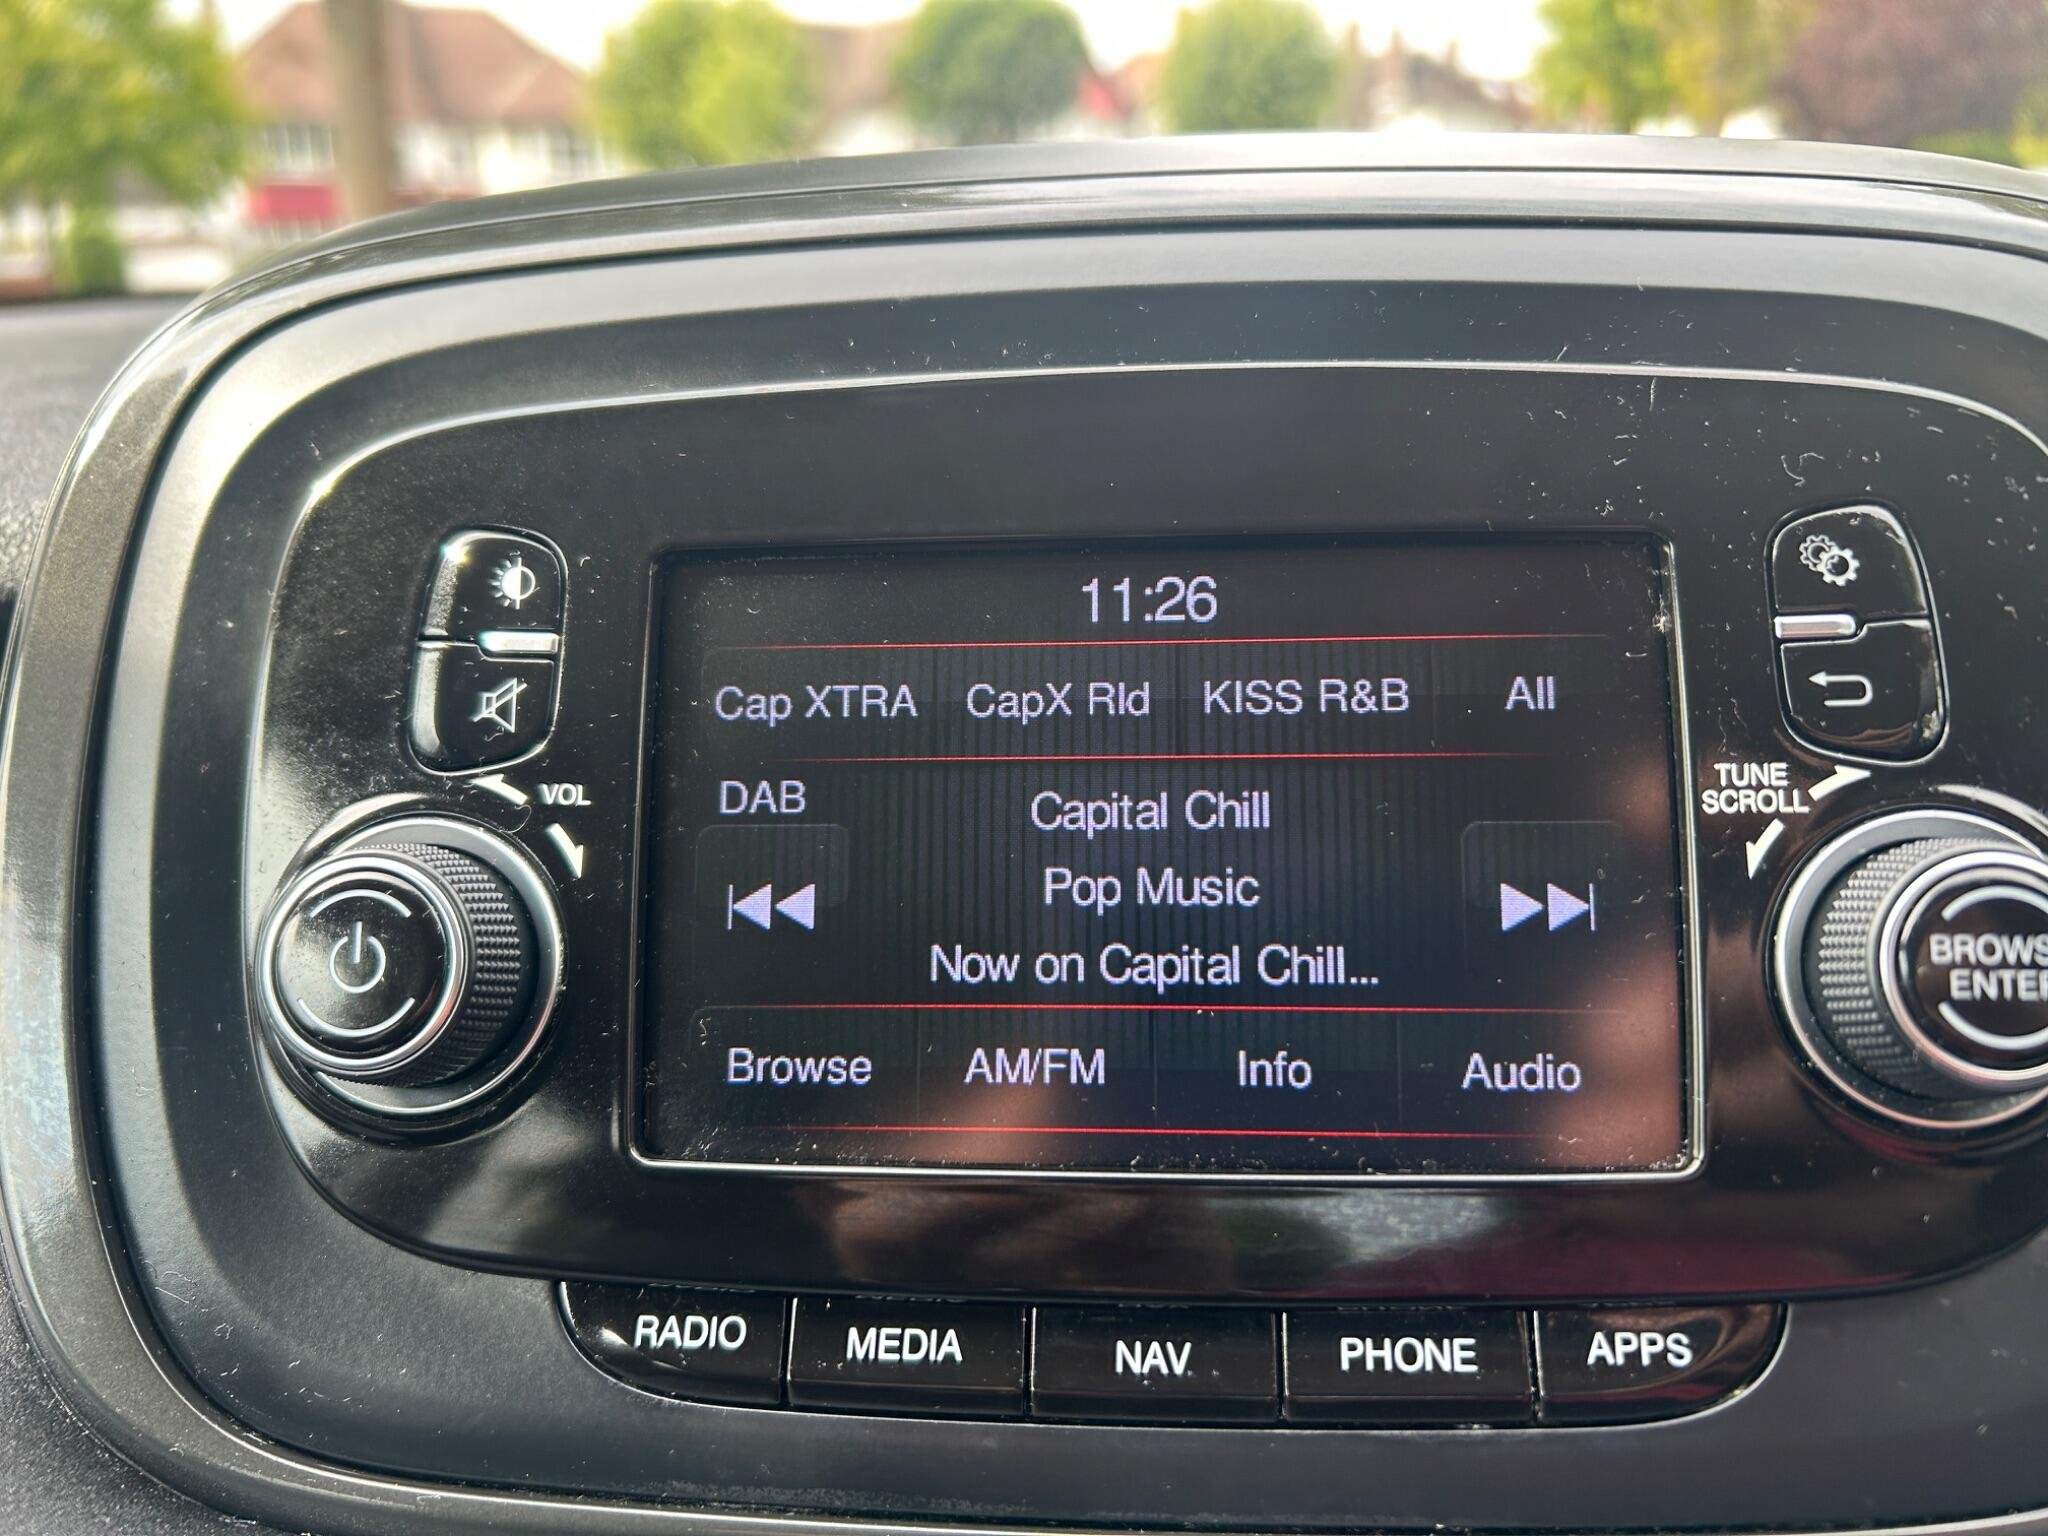 11:26
Cap XTRA CapX Rld KISS R&B All
DAB
Capital Chill
Pop Music
Now on Capital Chill...
Browse AM/FM Info Audio
VOL
TUNE
SCROLL
ENTER
RADIO MEDIA NAV PHONE APPS